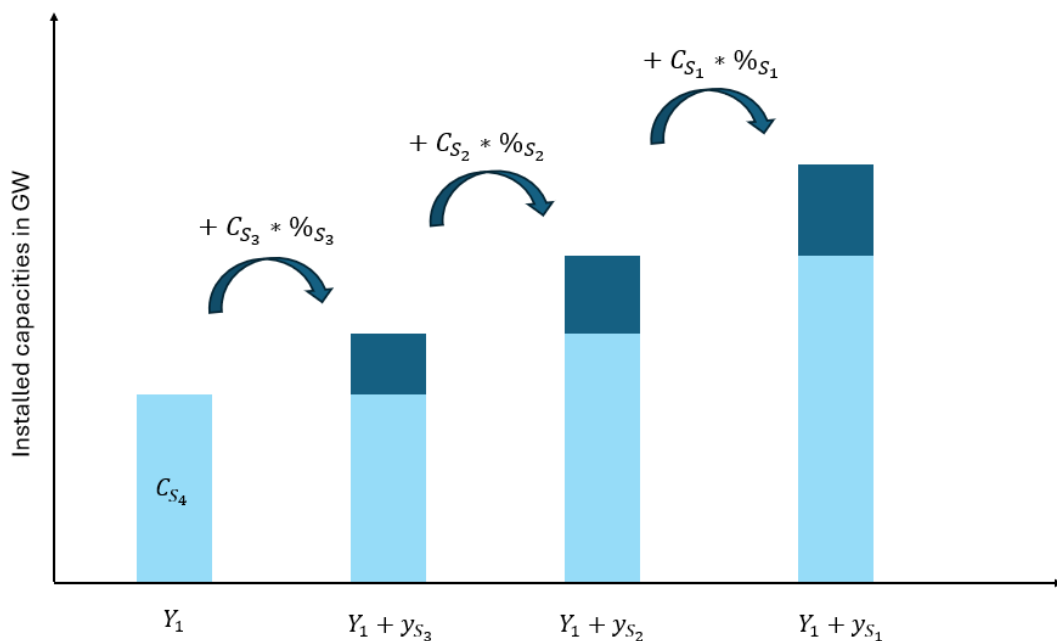 + C_{S_1} * %_{S_1}
+ C_{S_2} * %_{S_2}
+ C_{S_3} * %_{S_3}
Installed capacities in GW
C_{S_4}
Y_1
Y_1 + y_{S_3}
Y_1 + y_{S_2}
Y_1 + y_{S_1}